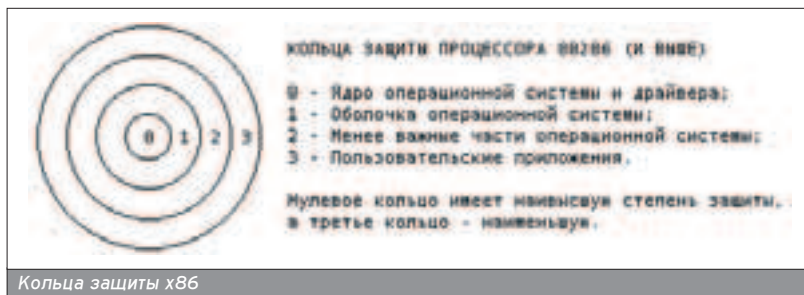 0 1 2 3
КОЛЬЦА ЗАЩИТЫ ПРОЦЕССОРА 80286 (И ВЫШЕ)
0 - Ядро операционной системы и драйвера;
1 - Оболочка операционной системы;
2 - Менее важные части операционной системы;
3 - Пользовательские приложения.
Нулевое кольцо имеет наивысшую степень защиты,
а третье кольцо - наименьшую.
Кольца защиты x86